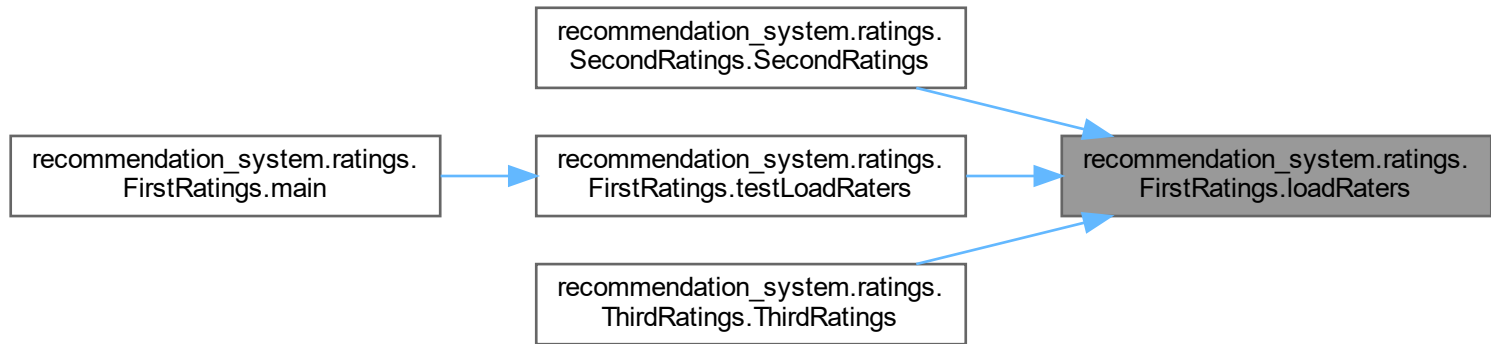 recommendation_system.ratings.
SecondRatings.SecondRatings
recommendation_system.ratings.
FirstRatings.main
recommendation_system.ratings.
FirstRatings.testLoadRaters
recommendation_system.ratings.
FirstRatings.loadRaters
recommendation_system.ratings.
ThirdRatings.ThirdRatings